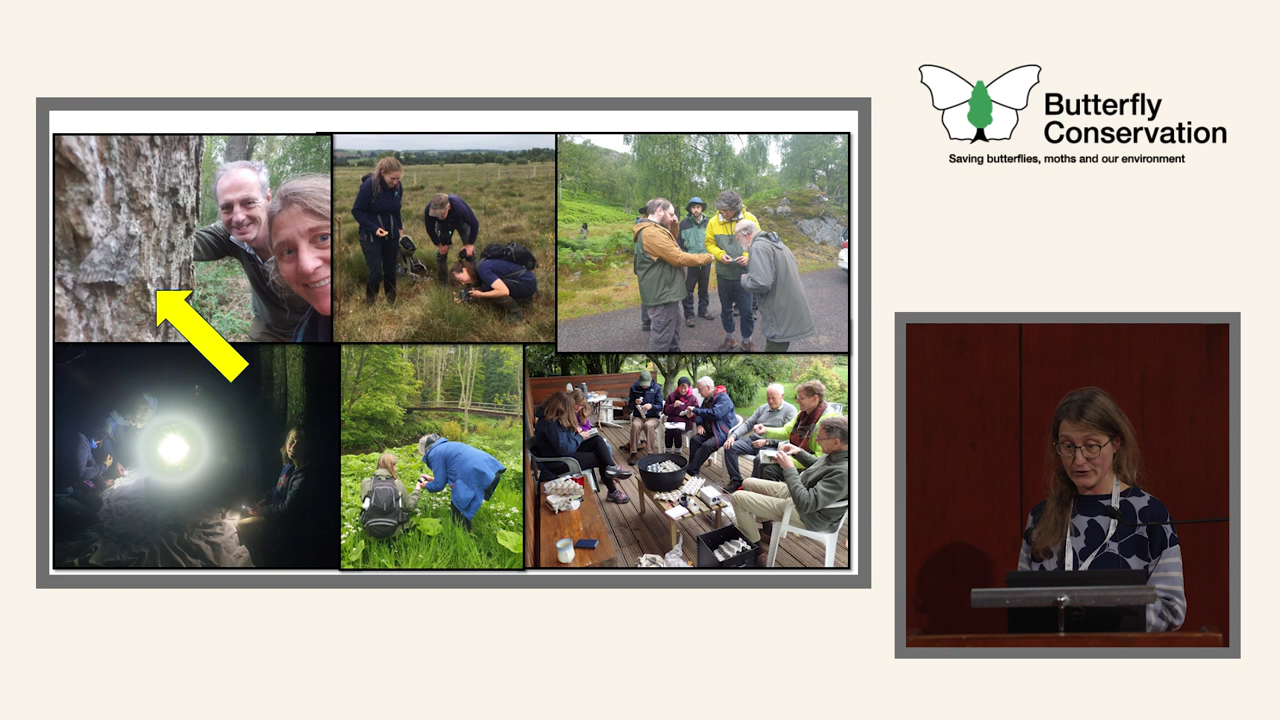 Butterfly
Conservation
Saving butterflies, moths and our environment